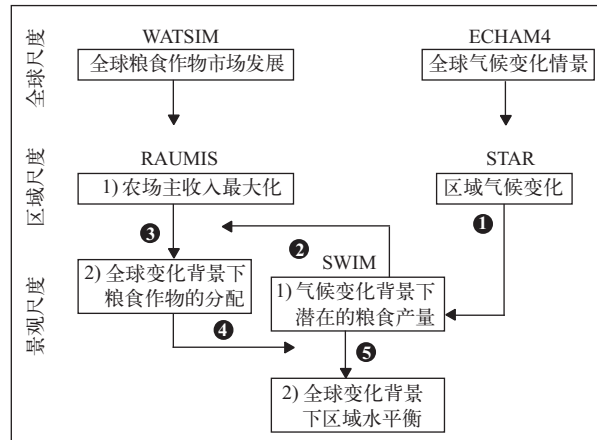 WATSIM
ECHAM4
全球尺度
全球粮食作物市场发展
全球气候变化情景
RAUMIS
STAR
区域尺度
1) 农场主收入最大化
区域气候变化
❶
❸
❷
SWIM
景观尺度
2) 全球变化背景下
粮食作物的分配
1) 气候变化背景下
潜在的粮食产量
❹
❺
2) 全球变化背景
下区域水平衡